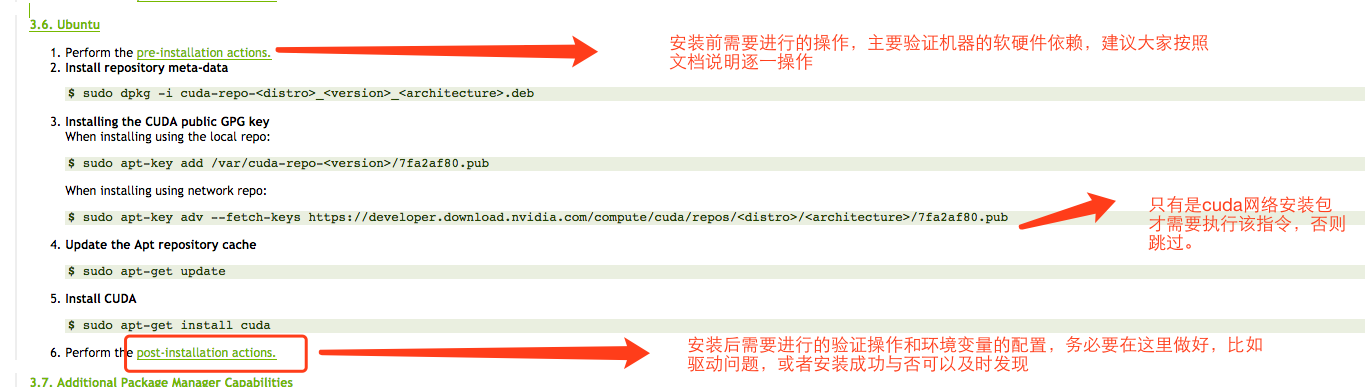 3.6. Ubuntu
1. Perform the pre-installation actions.
安装前需要进行的操作，主要验证机器的软硬件依赖，建议大家按照
文档说明逐一操作
2. Install repository meta-data
$ sudo dpkg -i cuda-repo-<distro>_<version>_<architecture>.deb
3. Installing the CUDA public GPG key
When installing using the local repo:
$ sudo apt-key add /var/cuda-repo-<version>/7fa2af80.pub
When installing using network repo:
$ sudo apt-key adv --fetch-keys https://developer.download.nvidia.com/compute/cuda/repos/<distro>/<architecture>/7fa2af80.pub
只有是cuda网络安装包
才需要执行该指令，否则
跳过。
4. Update the Apt repository cache
$ sudo apt-get update
5. Install CUDA
$ sudo apt-get install cuda
6. Perform the post-installation actions.
安装后需要进行的验证操作和环境变量的配置，务必要在这里做好，比如
驱动问题，或者安装成功与否可以及时发现
3.7. Additional Package Manager Capabilities